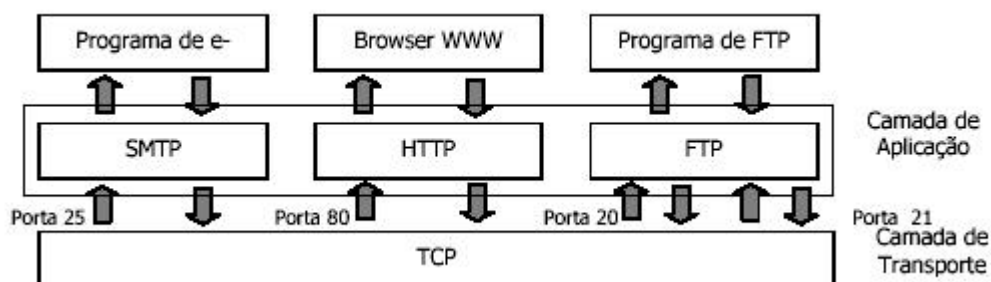 Programa de e-
Browser WWW
Programa de FTP
SMTP
HTTP
FTP
Camada de
Aplicação
Porta 25
Porta 80
Porta 20
Porta 21
TCP
Camada de
Transporte